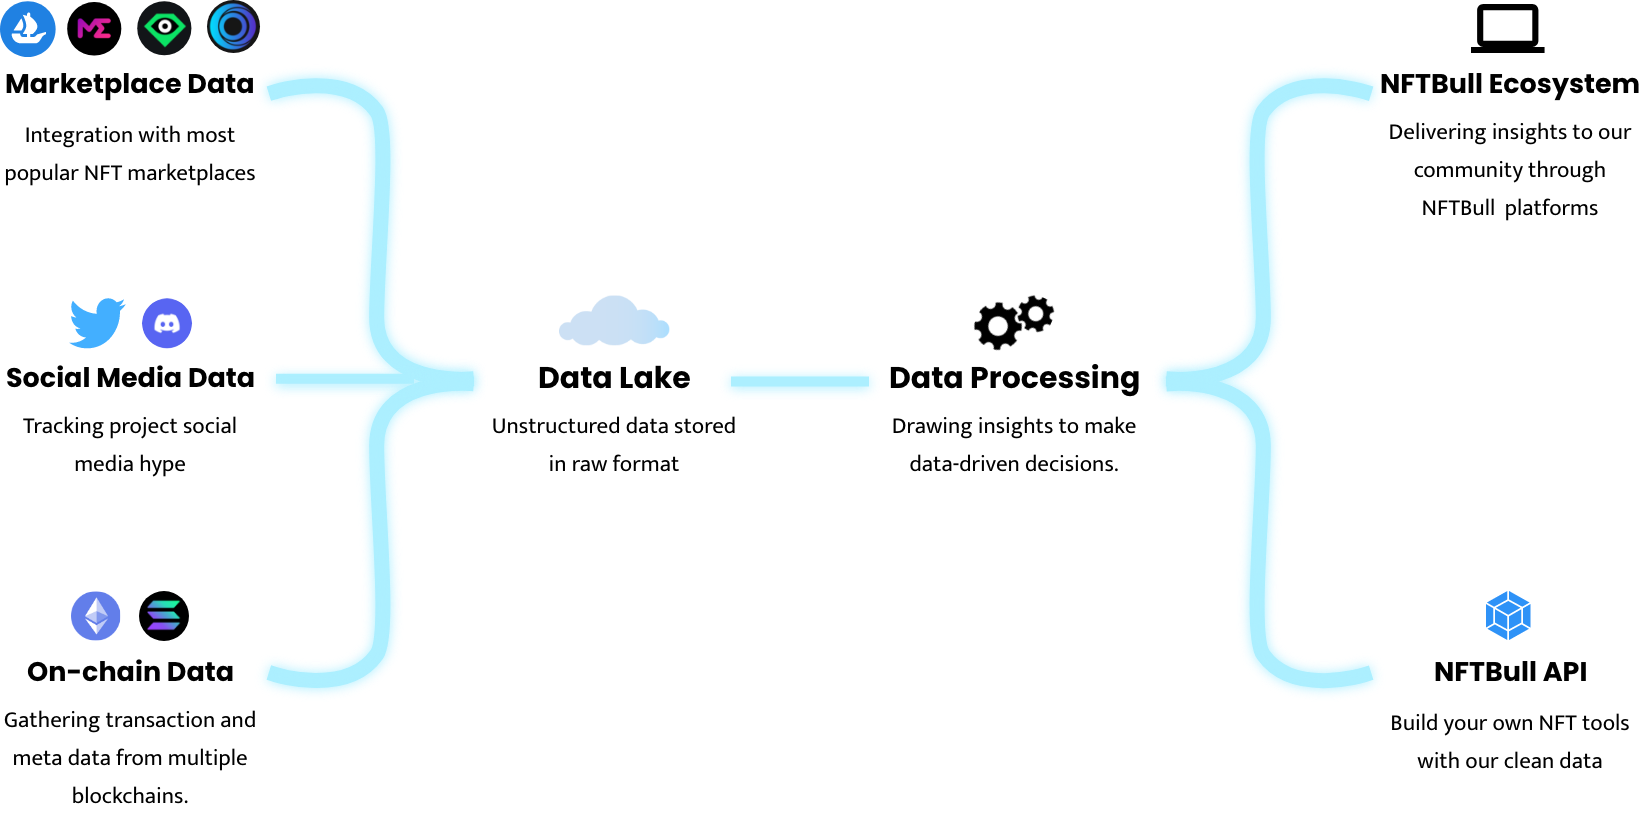 Marketplace Data
Integration with most
popular NFT marketplaces
Social Media Data
Tracking project social
media hype
On-chain Data
Gathering transaction and
meta data from multiple
blockchains.
Data Lake
Unstructured data stored
in raw format
Data Processing
Drawing insights to make
data-driven decisions.
NFTBull Ecosystem
Delivering insights to our
community through
NFTBull platforms
NFTBull API
Build your own NFT tools
with our clean data